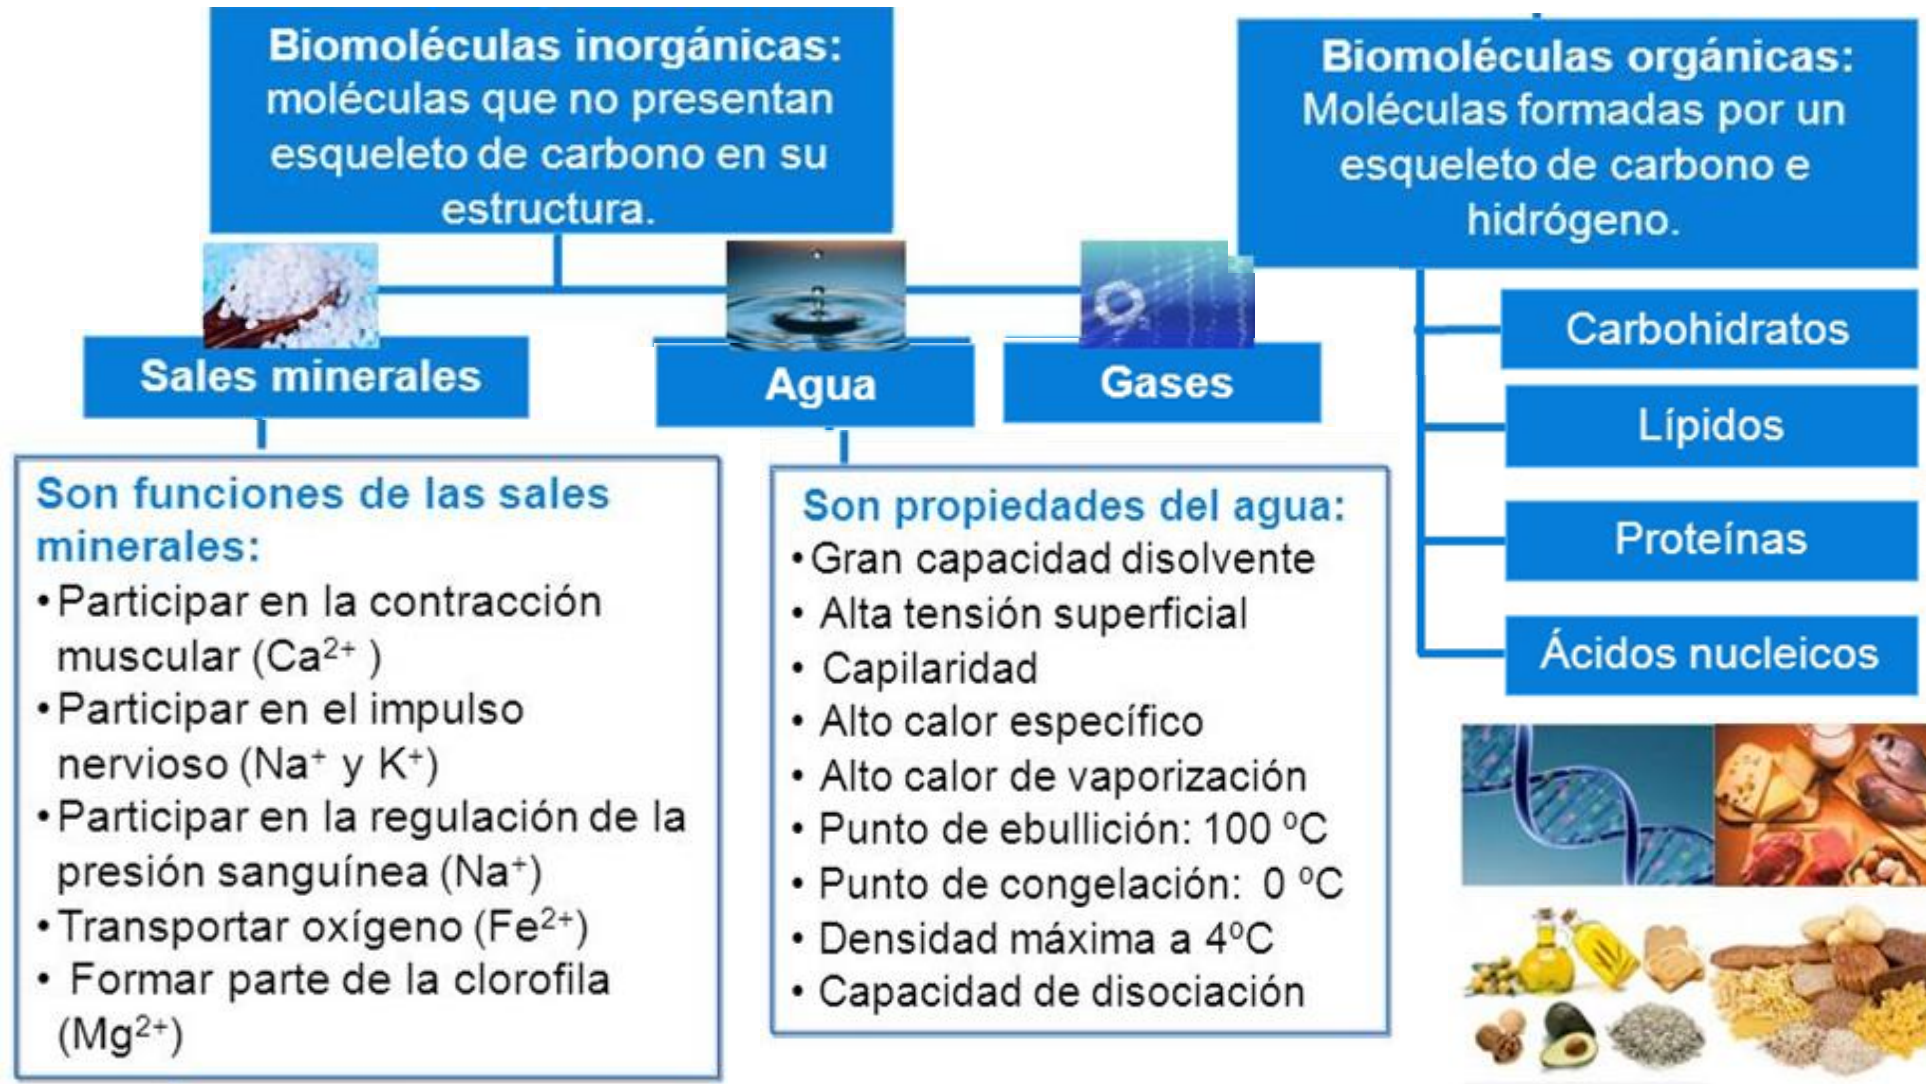 Biomoléculas inorgánicas:
moléculas que no presentan
esqueleto de carbono en su
estructura.
Biomoléculas orgánicas:
Moléculas formadas por un
esqueleto de carbono e
hidrógeno.
Sales minerales
Agua
Gases
Carbohidratos
Lípidos
Proteínas
Ácidos nucleicos
Son funciones de las sales
minerales:
•Participar en la contracción
muscular (Ca²⁺ )
•Participar en el impulso
nervioso (Na⁺ y K⁺)
•Participar en la regulación de la
presión sanguínea (Na⁺)
•Transportar oxígeno (Fe²⁺)
• Formar parte de la clorofila
(Mg²⁺)
Son propiedades del agua:
•Gran capacidad disolvente
• Alta tensión superficial
• Capilaridad
• Alto calor específico
• Alto calor de vaporización
• Punto de ebullición: 100 ºC
• Punto de congelación: 0 ºC
• Densidad máxima a 4ºC
• Capacidad de disociación